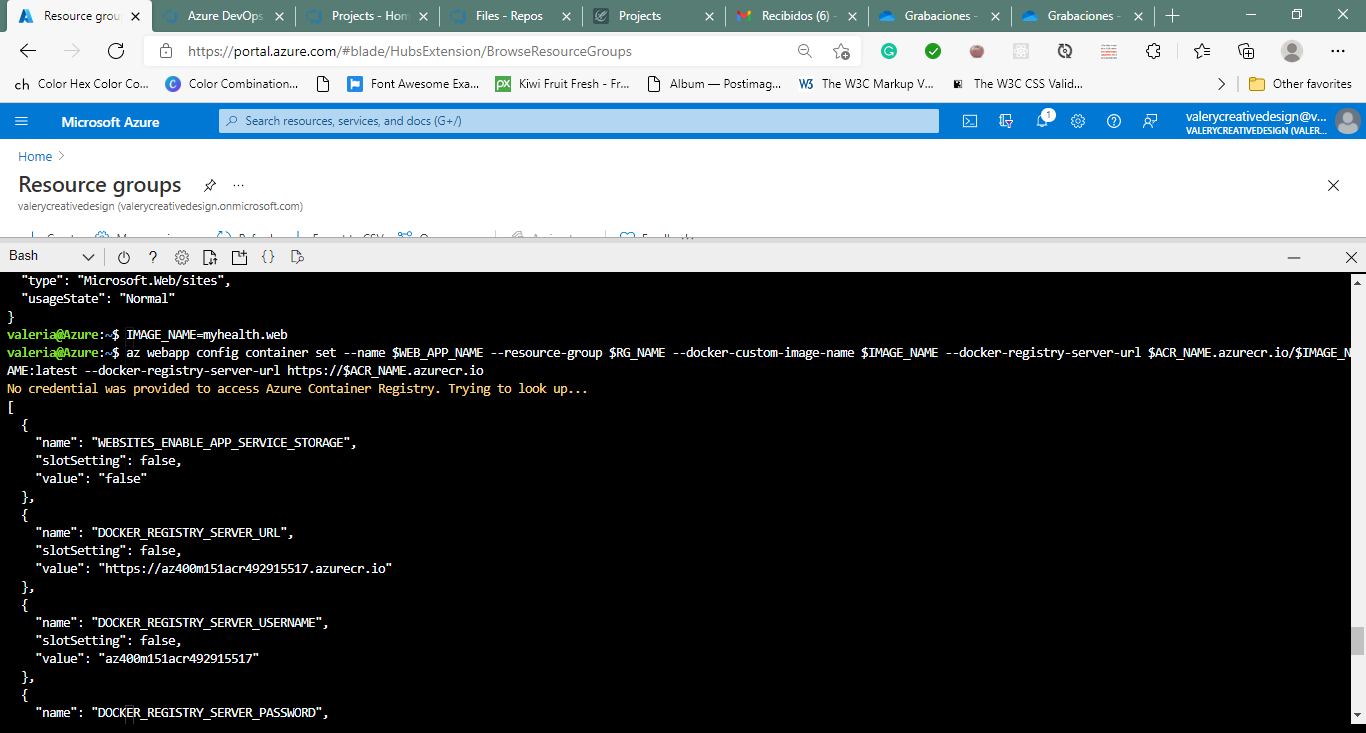 Resource grou
Azure DevOps
Projects - Hom
Files - Repos
Projects
Recibidos (6) -
Grabaciones -
Grabaciones -
https://portal.azure.com/#blade/HubsExtension/BrowseResourceGroups
ch Color Hex Color Co...
C Color Combination...
Font Awesome Exa...
px Kiwi Fruit Fresh - Fr...
Album — Postimag...
W3 The W3C Markup V...
The W3C CSS Valid...
Other favorites
Microsoft Azure
Search resources, services, and docs (G+/)
1
valerycreativedesign@v...
VALERYCREATIVEDESIGN (VALER...
Home >
Resource groups
valerycreativedesign (valerycreativedesign.onmicrosoft.com)
Bash
"type": "Microsoft.Web/sites",
"usageState": "Normal"
}
valeria@Azure:~$ IMAGE_NAME=myhealth.web
valeria@Azure:~$ az webapp config container set --name $WEB_APP_NAME --resource-group $RG_NAME --docker-custom-image-name $IMAGE_NAME --docker-registry-server-url $ACR_NAME.azurecr.io/$IMAGE_N
AME:latest --docker-registry-server-url https://$ACR_NAME.azurecr.io
No credential was provided to access Azure Container Registry. Trying to look up...
[
{
"name": "WEBSITES_ENABLE_APP_SERVICE_STORAGE",
"slotSetting": false,
"value": "false"
},
{
"name": "DOCKER_REGISTRY_SERVER_URL",
"slotSetting": false,
"value": "https://az400m151acr492915517.azurecr.io"
},
{
"name": "DOCKER_REGISTRY_SERVER_USERNAME",
"slotSetting": false,
"value": "az400m151acr492915517"
},
{
"name": "DOCKER_REGISTRY_SERVER_PASSWORD",